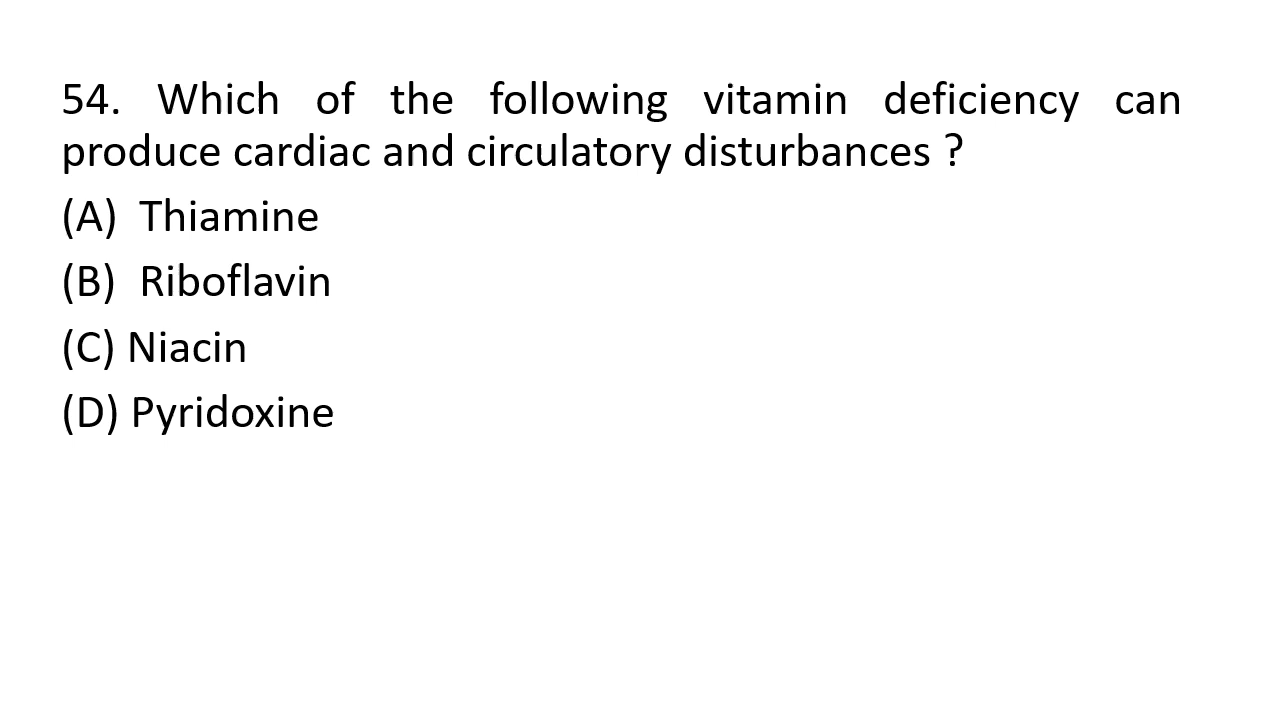 54. Which of the following vitamin deficiency can
produce cardiac and circulatory disturbances ?
(A) Thiamine
(B) Riboflavin
(C) Niacin
(D) Pyridoxine